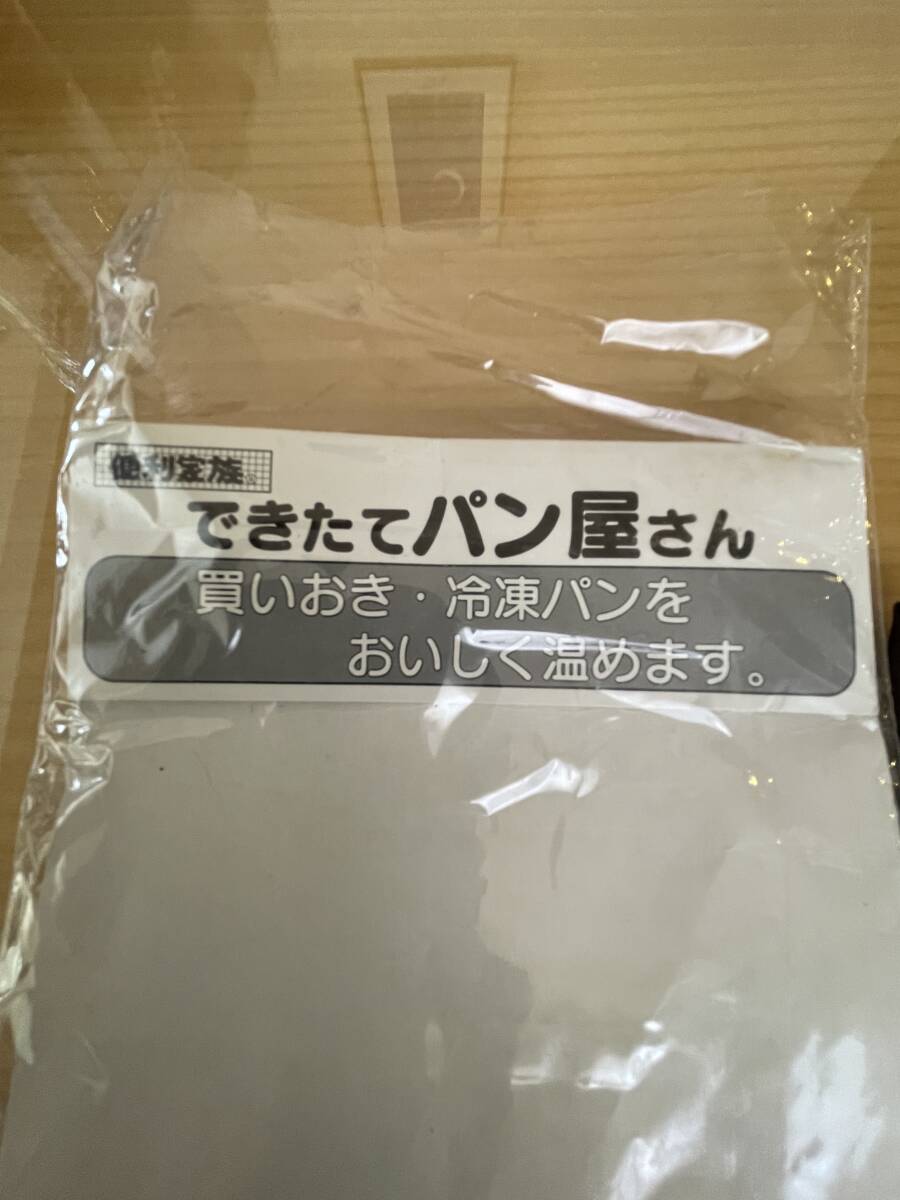 便利家族
できたてパン屋さん
買いおき・冷凍パンを
おいしく温めます。